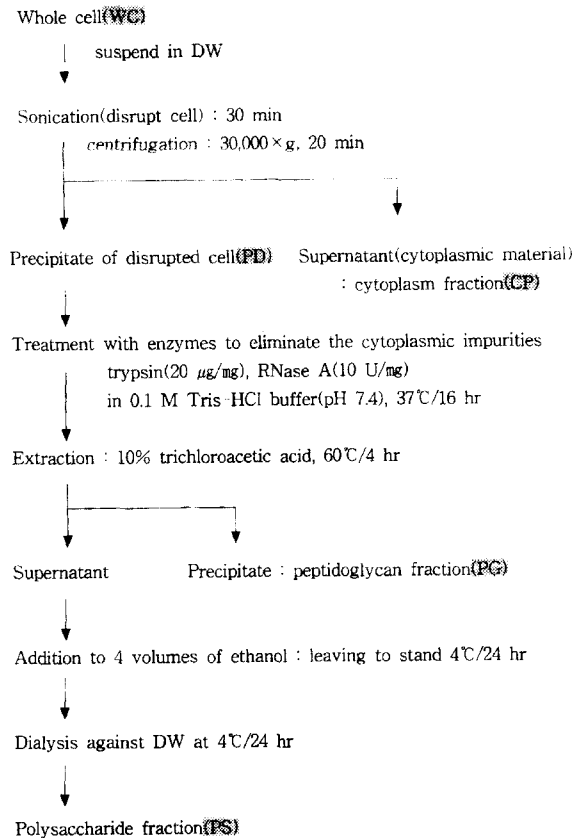 Whole cell(WC)
suspend in DW
Sonication(disrupt cell) : 30 min
centrifugation : 30,000×g, 20 min
Precipitate of disrupted cell(PD) Supernatant(cytoplasmic material)
: cytoplasm fraction(CP)
Treatment with enzymes to eliminate the cytoplasmic impurities
trypsin(20 μg/mg), RNase A(10 U/mg)
in 0.1 M Tris-HCl buffer(pH 7.4), 37℃/16 hr
Extraction : 10% trichloroacetic acid, 60℃/4 hr
Supernatant Precipitate : peptidoglycan fraction(PG)
Addition to 4 volumes of ethanol : leaving to stand 4℃/24 hr
Dialysis against DW at 4℃/24 hr
Polysaccharide fraction(PS)